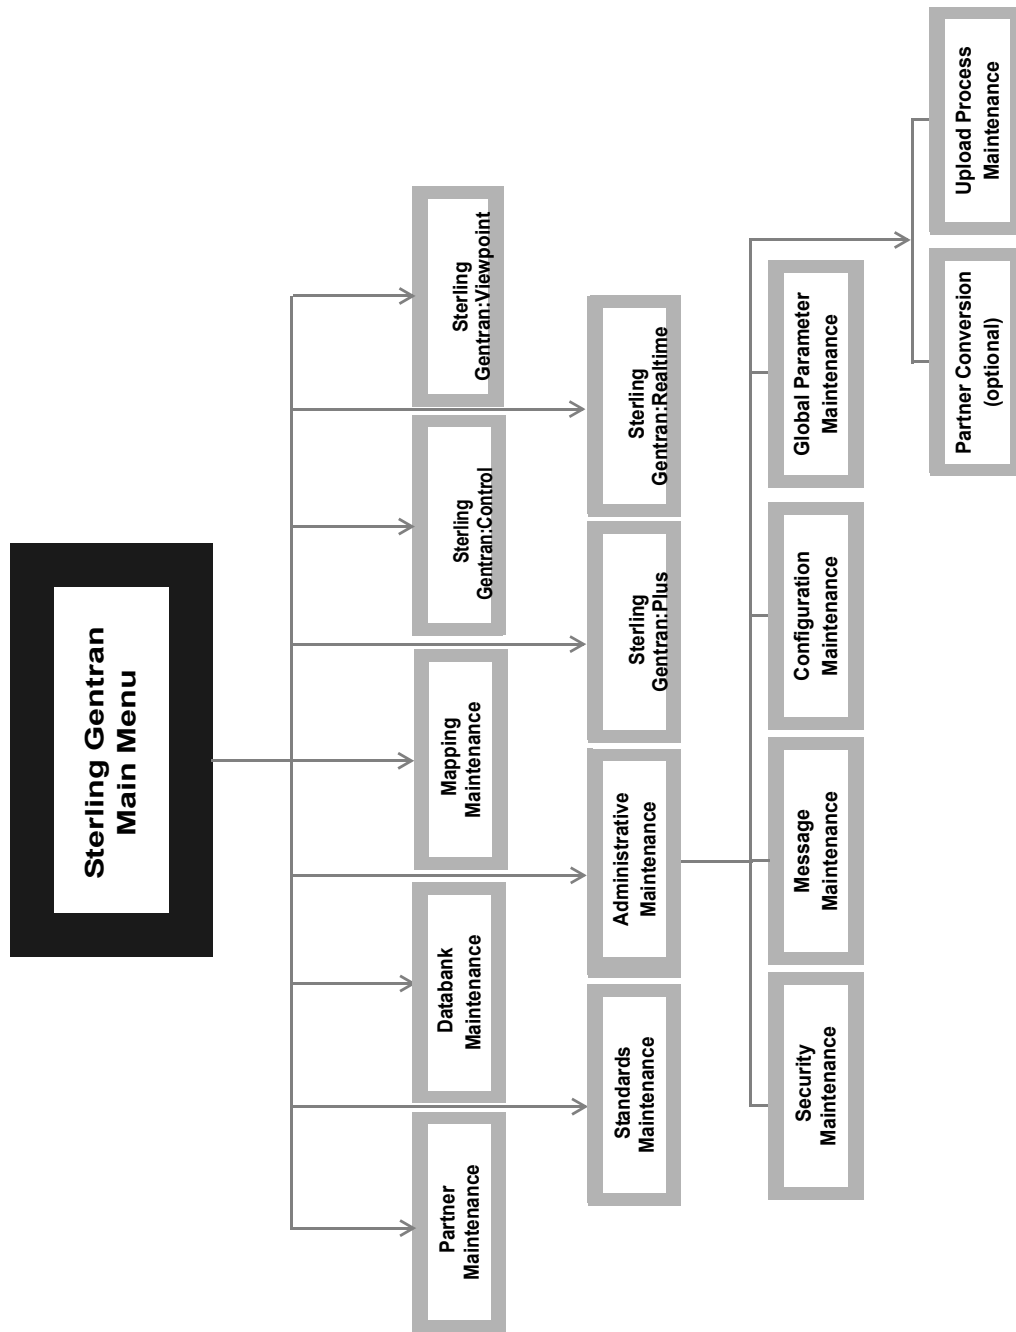 Sterling Gentran
Main Menu
Partner
Maintenance
Databank
Maintenance
Mapping
Maintenance
Sterling
Gentran:Control
Sterling
Gentran:Viewpoint
Standards
Maintenance
Administrative
Maintenance
Sterling
Gentran:Plus
Sterling
Gentran:Realtime
Security
Maintenance
Message
Maintenance
Configuration
Maintenance
Global Parameter
Maintenance
Partner Conversion
(optional)
Upload Process
Maintenance